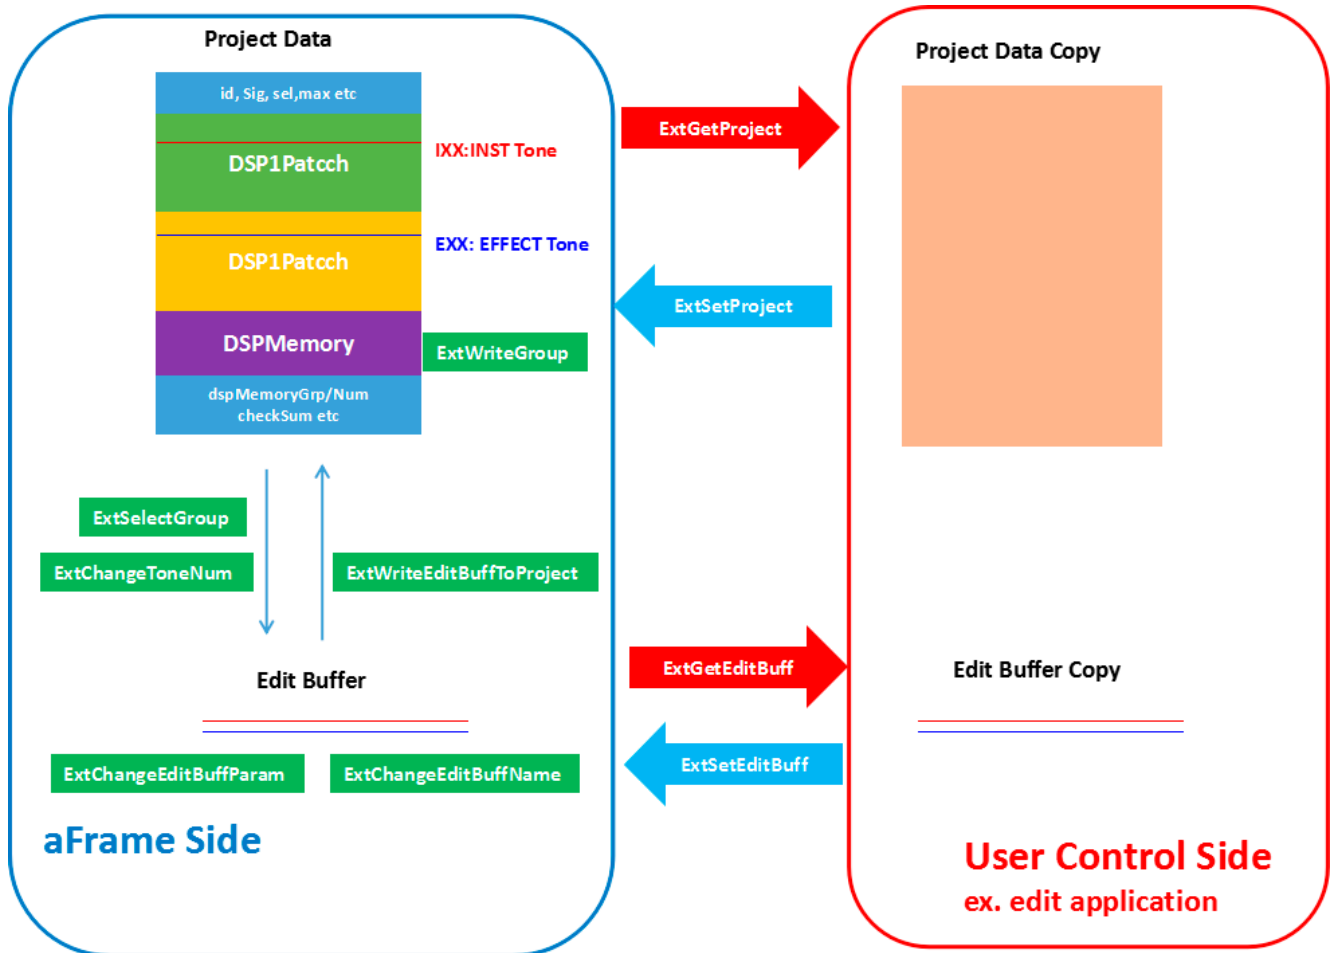 Project Data
id, Sig, sel,max etc
DSP1Patcch
IXX:INST Tone
DSP1Patcch
EXX: EFFECT Tone
DSPMemory
ExtWriteGroup
dspMemoryGrp/Num
checkSum etc
ExtSelectGroup
ExtChangeToneNum
ExtWriteEditBuffToProject
Edit Buffer
ExtChangeEditBuffParam
ExtChangeEditBuffName
aFrame Side
ExtGetProject
ExtSetProject
ExtGetEditBuff
ExtSetEditBuff
Project Data Copy
Edit Buffer Copy
User Control Side
ex. edit application